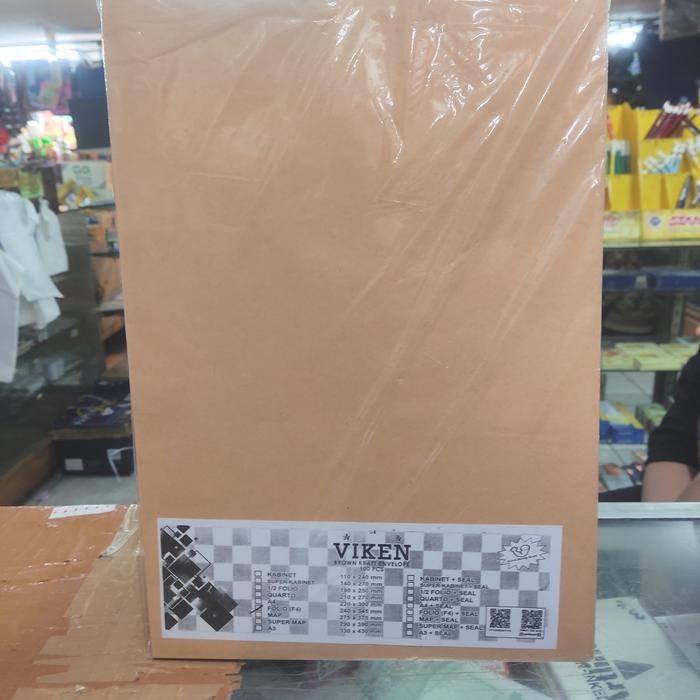 VIKEN
BROWN KRAFT ENVELOPE
100 PCS
KABINET 110 x 240 mm KABINET + SEAL
SUPER KABINET 140 x 270 mm SUPER KABINET + SEAL
1/2 FOLIO 190 x 250 mm 1/2 FOLIO + SEAL
QUARTO 210 x 275 mm QUARTO + SEAL
A4 220 x 300 mm A4 + SEAL
FOLIO (F4) 240 x 345 mm FOLIO (F4) + SEAL
MAP 275 x 375 mm MAP + SEAL
SUPER MAP 290 x 390 mm SUPER MAP + SEAL
A3 330 x 430 mm A3 + SEAL
GO